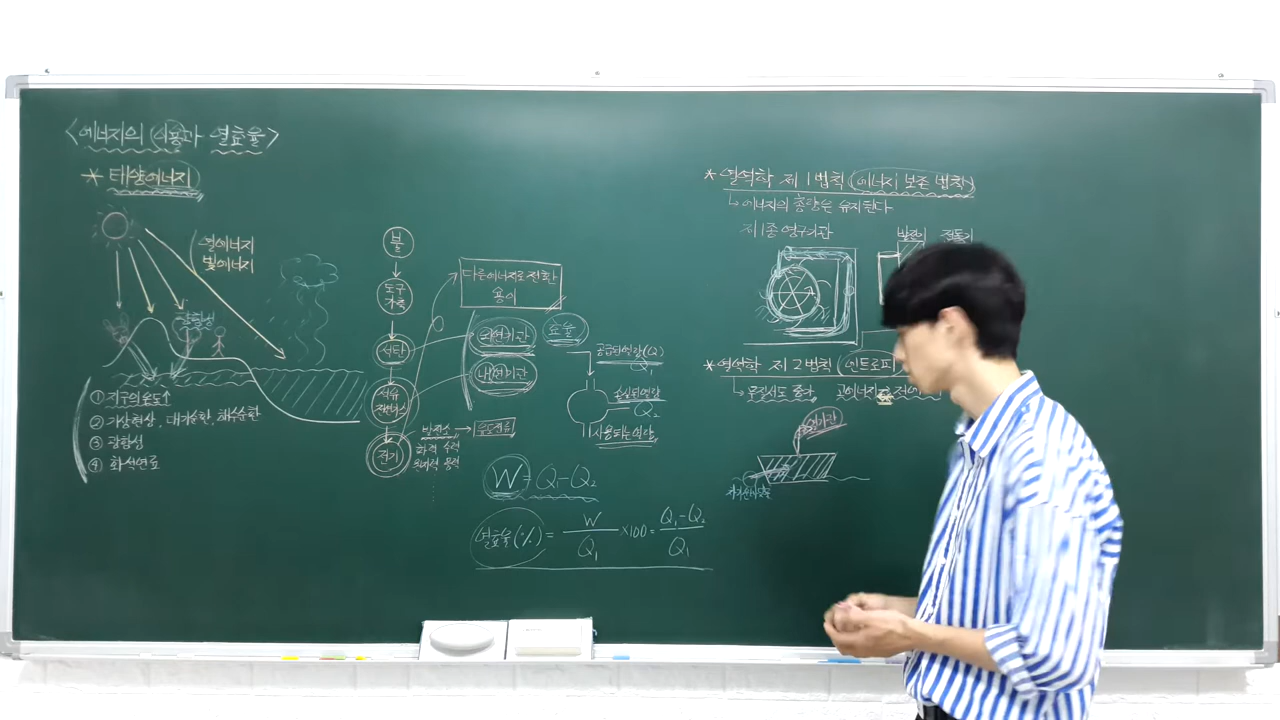 <에너지의 이용과 열효율>
* 태양에너지
열에너지
빛에너지
광합성
① 지구의 온도↑
② 기상현상, 대기순환, 해수순환
③ 광합성
④ 화석연료
불
도구
가축
석탄
석유
천연가스
전기
다른에너지로 전환
용이
외연기관
내연기관
효율
발전소 → 유도전류
화력 수력
원자력 풍력
공급된 열량(Q)
Q₁
손실된 열량
Q₂
사용되는 열량
W = Q₁-Q₂
열효율(%) = W/Q₁ ×100 = Q₁-Q₂/Q₁
* 열역학 제1법칙(에너지 보존 법칙)
↳ 에너지의 총량은 유지된다
제1종 영구기관
발전기 전동기
* 열역학 제2법칙(엔트로피
↳ 무질서도 증가